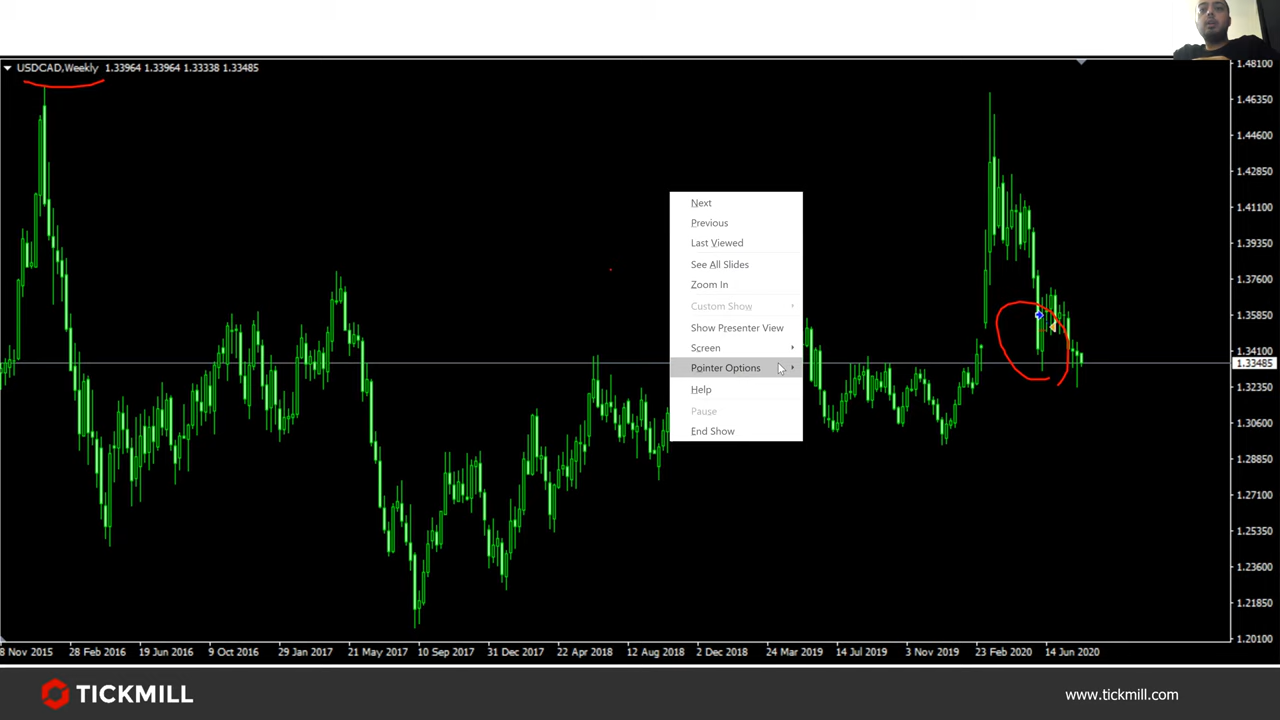 USDCAD,Weekly 1.33964 1.33964 1.33338 1.33485
1.48100
1.46350
1.44600
1.42850
1.41100
1.39350
1.37600
1.35850
1.34100
1.33485
1.32350
1.30600
1.28850
1.27100
1.25350
1.23600
1.21850
1.20100
Next
Previous
Last Viewed
See All Slides
Zoom In
Custom Show
Show Presenter View
Screen
Pointer Options
Help
Pause
End Show
8 Nov 2015 28 Feb 2016 19 Jun 2016 9 Oct 2016 29 Jan 2017 21 May 2017 10 Sep 2017 31 Dec 2017 22 Apr 2018 12 Aug 2018 2 Dec 2018 24 Mar 2019 14 Jul 2019 3 Nov 2019 23 Feb 2020 14 Jun 2020
TICKMILL
www.tickmill.com